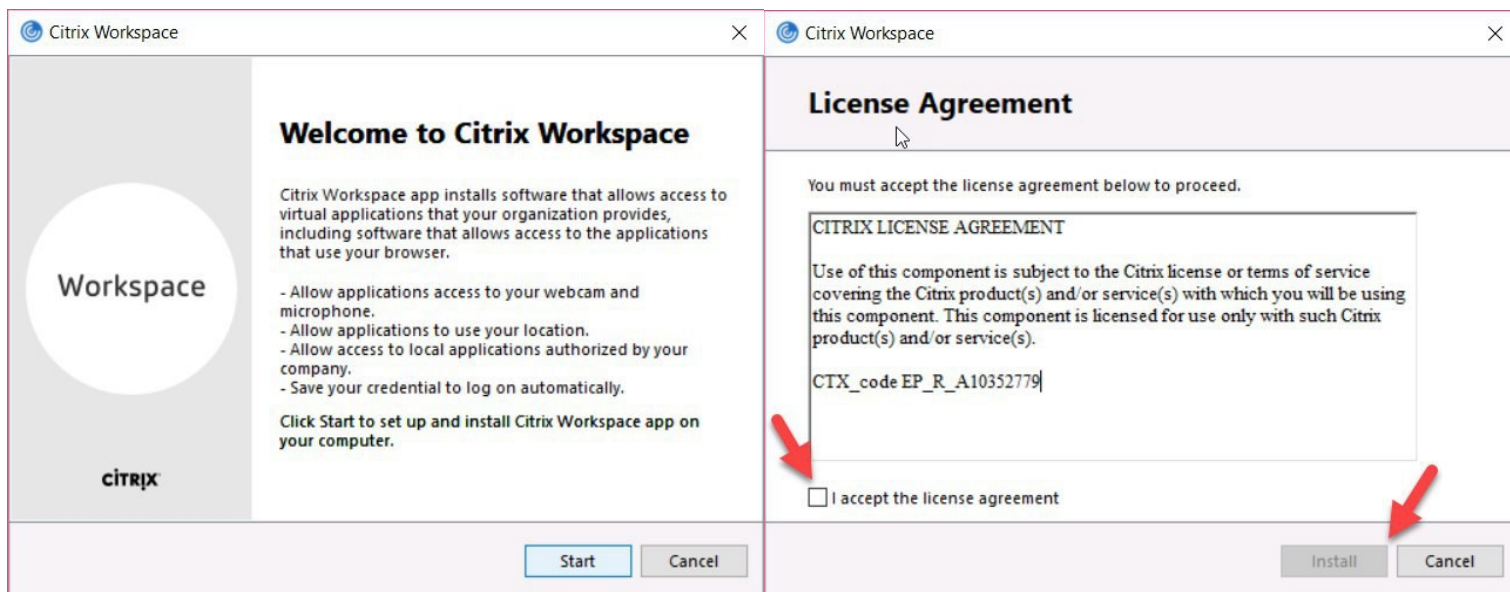 Citrix Workspace
Welcome to Citrix Workspace
Citrix Workspace app installs software that allows access to
virtual applications that your organization provides,
including software that allows access to the applications
that use your browser.
- Allow applications access to your webcam and
microphone.
- Allow applications to use your location.
- Allow access to local applications authorized by your
company.
- Save your credential to log on automatically.
Click Start to set up and install Citrix Workspace app on
your computer.
Workspace
CİTRIX
Start
Cancel
Citrix Workspace
License Agreement
You must accept the license agreement below to proceed.
CITRIX LICENSE AGREEMENT
Use of this component is subject to the Citrix license or terms of service
covering the Citrix product(s) and/or service(s) with which you will be using
this component. This component is licensed for use only with such Citrix
product(s) and/or service(s).
CTX_code EP_R_A10352779
I accept the license agreement
Install
Cancel